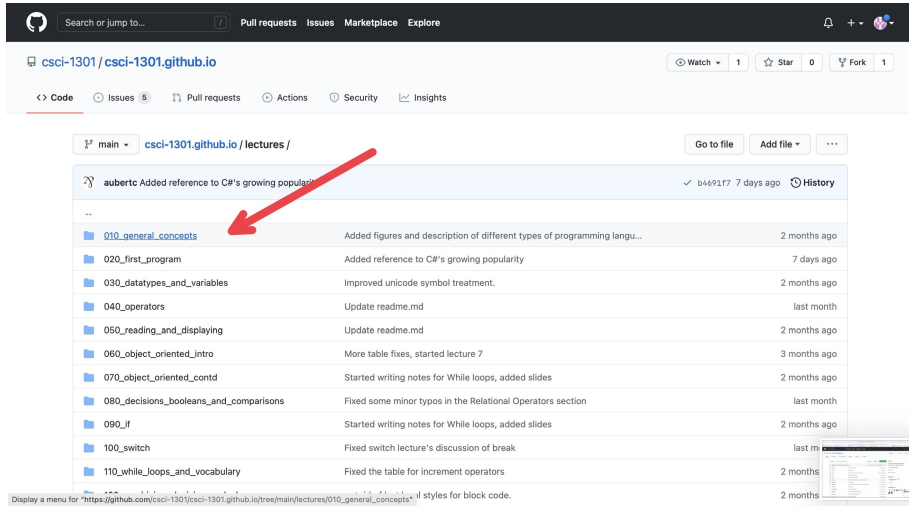 Search or jump to... /
Pull requests Issues Marketplace Explore
csci-1301 / csci-1301.github.io
Watch 1 Star 0 Fork 1
Code Issues 5 Pull requests Actions Security Insights
main csci-1301.github.io / lectures / Go to file Add file ...
aubertc Added reference to C#'s growing popularity b4691f7 7 days ago History
..
010_general_concepts Added figures and description of different types of programming langu... 2 months ago
020_first_program Added reference to C#'s growing popularity 7 days ago
030_datatypes_and_variables Improved unicode symbol treatment. 2 months ago
040_operators Update readme.md last month
050_reading_and_displaying Update readme.md 2 months ago
060_object_oriented_intro More table fixes, started lecture 7 3 months ago
070_object_oriented_contd Started writing notes for While loops, added slides 2 months ago
080_decisions_booleans_and_comparisons Fixed some minor typos in the Relational Operators section last month
090_if Started writing notes for While loops, added slides 2 months ago
100_switch Fixed switch lecture's discussion of break last m
110_while_loops_and_vocabulary Fixed the table for increment operators 2 months
styles for block code. 2 months
Display a menu for "https://github.com/csci-1301/csci-1301.github.io/tree/main/lectures/010_general_concepts"